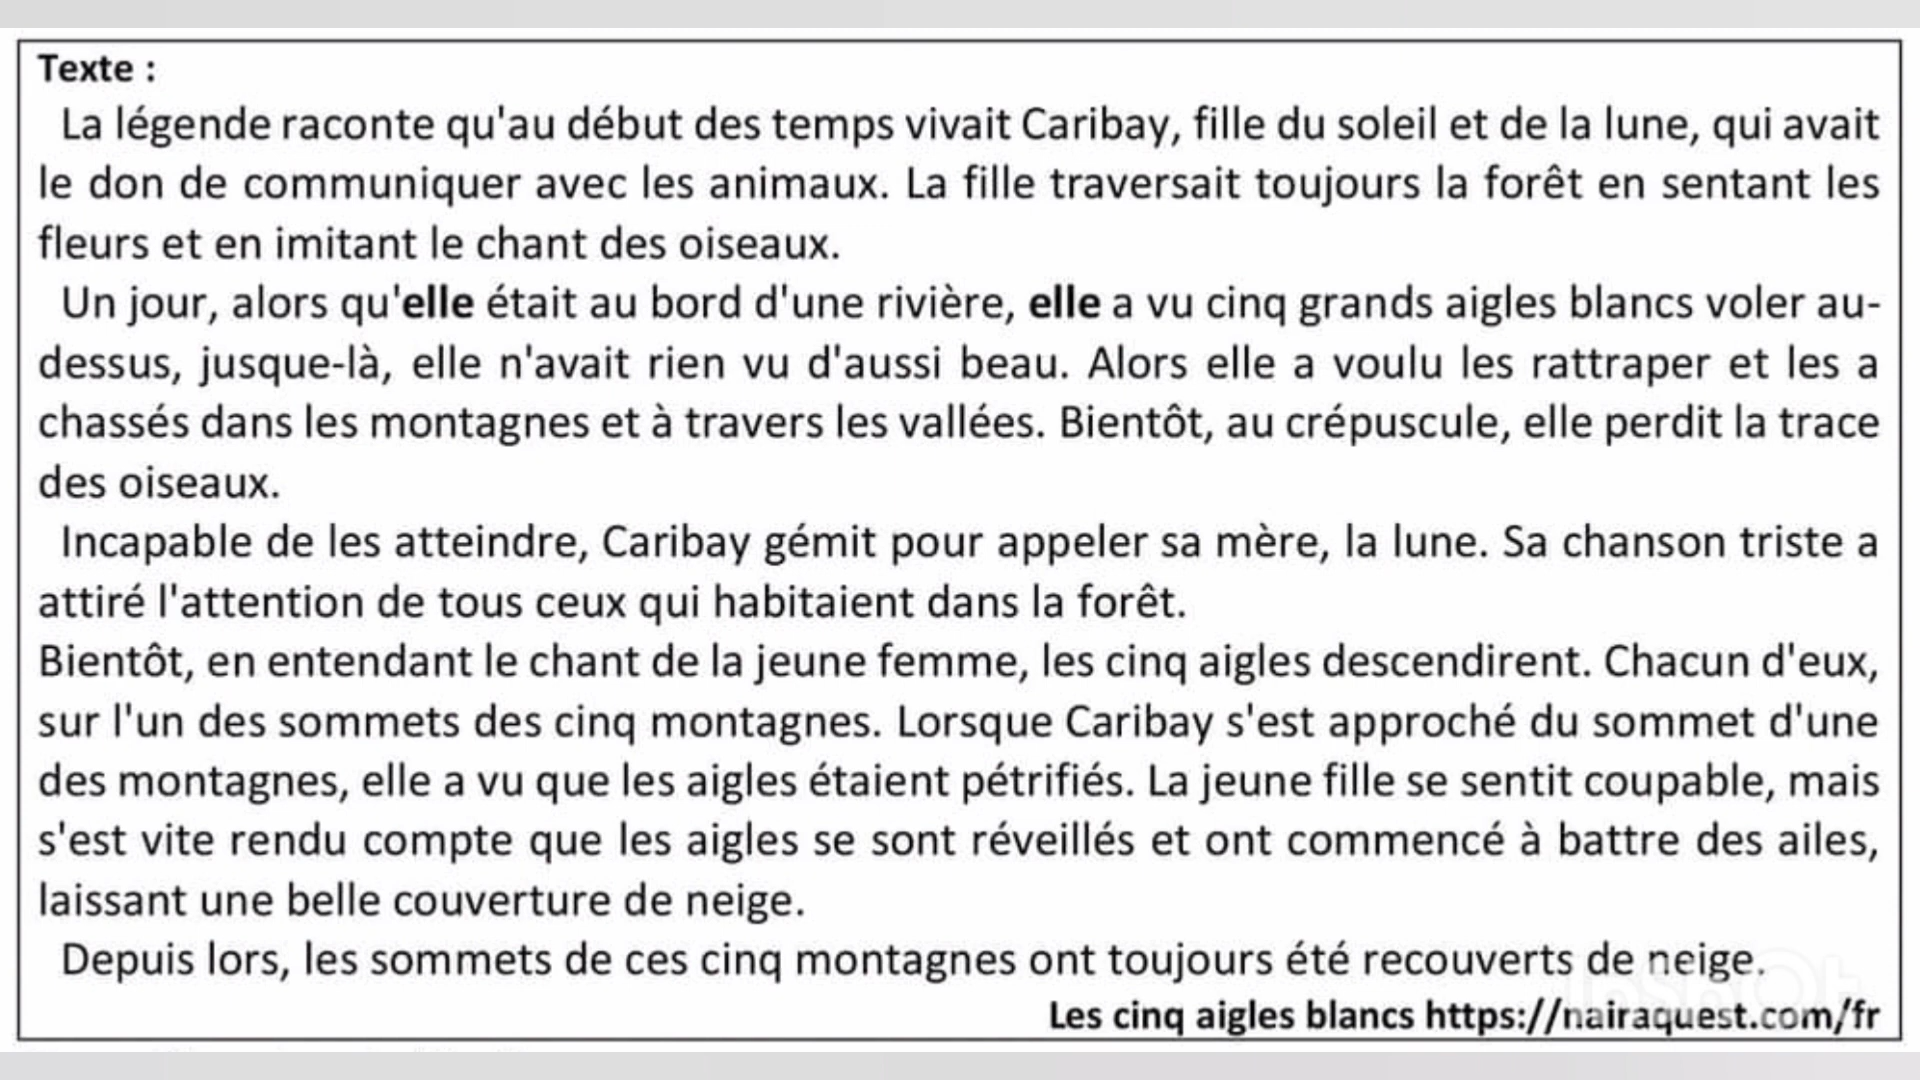 Texte :
La légende raconte qu'au début des temps vivait Caribay, fille du soleil et de la lune, qui avait
le don de communiquer avec les animaux. La fille traversait toujours la forêt en sentant les
fleurs et en imitant le chant des oiseaux.
Un jour, alors qu'elle était au bord d'une rivière, elle a vu cinq grands aigles blancs voler au-
dessus, jusque-là, elle n'avait rien vu d'aussi beau. Alors elle a voulu les rattraper et les a
chassés dans les montagnes et à travers les vallées. Bientôt, au crépuscule, elle perdit la trace
des oiseaux.
Incapable de les atteindre, Caribay gémit pour appeler sa mère, la lune. Sa chanson triste a
attiré l'attention de tous ceux qui habitaient dans la forêt.
Bientôt, en entendant le chant de la jeune femme, les cinq aigles descendirent. Chacun d'eux,
sur l'un des sommets des cinq montagnes. Lorsque Caribay s'est approché du sommet d'une
des montagnes, elle a vu que les aigles étaient pétrifiés. La jeune fille se sentit coupable, mais
s'est vite rendu compte que les aigles se sont réveillés et ont commencé à battre des ailes,
laissant une belle couverture de neige.
Depuis lors, les sommets de ces cinq montagnes ont toujours été recouverts de neige.
Les cinq aigles blancs https://nairaquest.com/fr
InShOt